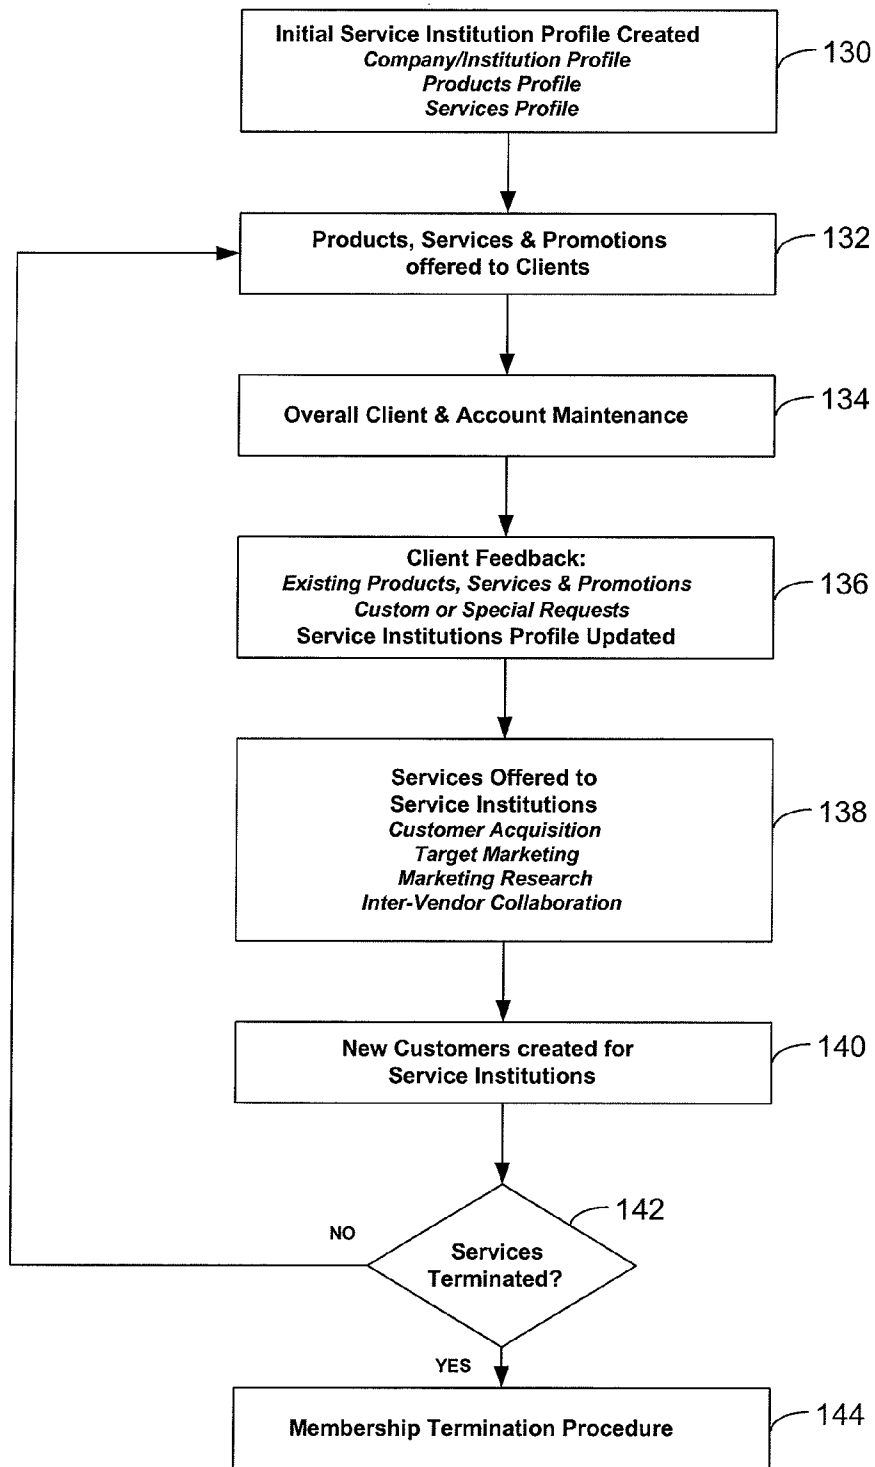 Initial Service Institution Profile Created
Company/Institution Profile
Products Profile
Services Profile
130
Products, Services & Promotions
offered to Clients
132
Overall Client & Account Maintenance
134
Client Feedback:
Existing Products, Services & Promotions
Custom or Special Requests
Service Institutions Profile Updated
136
Services Offered to
Service Institutions
Customer Acquisition
Target Marketing
Marketing Research
Inter-Vendor Collaboration
138
New Customers created for
Service Institutions
140
142
NO
Services
Terminated?
YES
Membership Termination Procedure
144